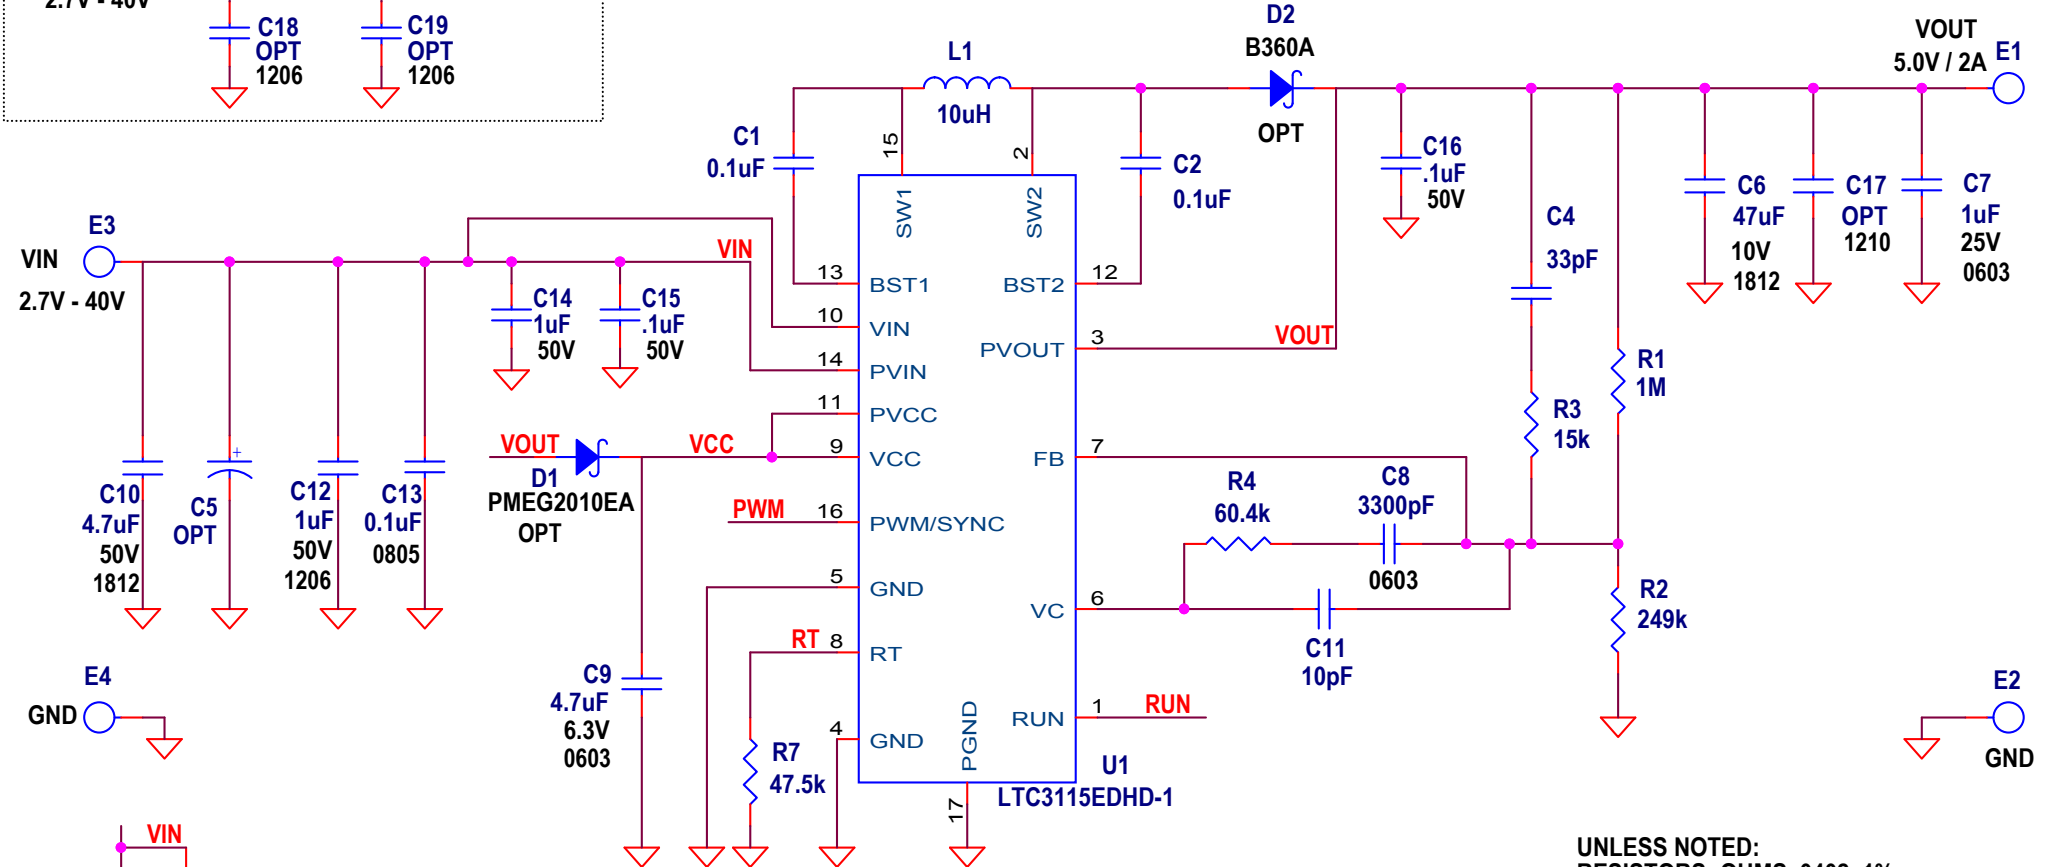 2.7V - 40V
C18
OPT
1206
C19
OPT
1206
L1
10uH
D2
B360A
OPT
VOUT
5.0V / 2A
E1
C1
0.1uF
15
2
C2
0.1uF
C16
.1uF
50V
C4
33pF
C6
47uF
10V
1812
C17
OPT
1210
C7
1uF
25V
0603
E3
VIN
2.7V - 40V
VIN
C14
1uF
50V
C15
.1uF
50V
SW1
SW2
13
BST1
BST2
12
10
VIN
14
PVIN
PVOUT
3
VOUT
11
PVCC
9
VCC
FB
7
VOUT
VCC
D1
PMEG2010EA
OPT
PWM
16
PWM/SYNC
R1
1M
R3
15k
R4
60.4k
C8
3300pF
0603
C10
4.7uF
50V
1812
C5
OPT
+
C12
1uF
50V
1206
C13
0.1uF
0805
5
GND
VC
6
C11
10pF
R2
249k
RT
8
RT
C9
4.7uF
6.3V
0603
E4
GND
4
GND
PGND
17
RUN
1
RUN
R7
47.5k
U1
LTC3115EDHD-1
E2
GND
VIN
UNLESS NOTED:
RESISTORS: OHMS, 0402, 1%